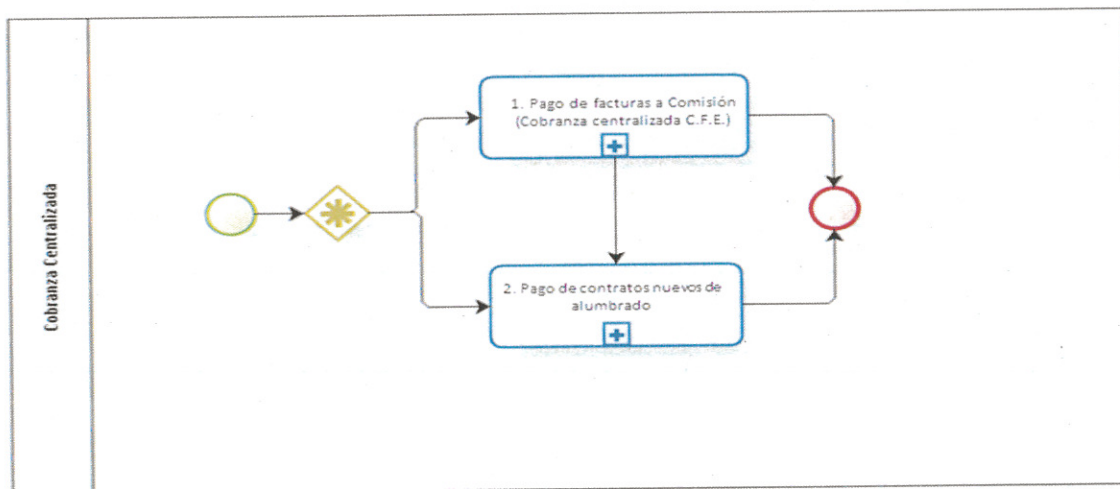 Cobranza Centralizada
1. Pago de facturas a Comisión
(Cobranza centralizada C.F.E.)
2. Pago de contratos nuevos de
alumbrado